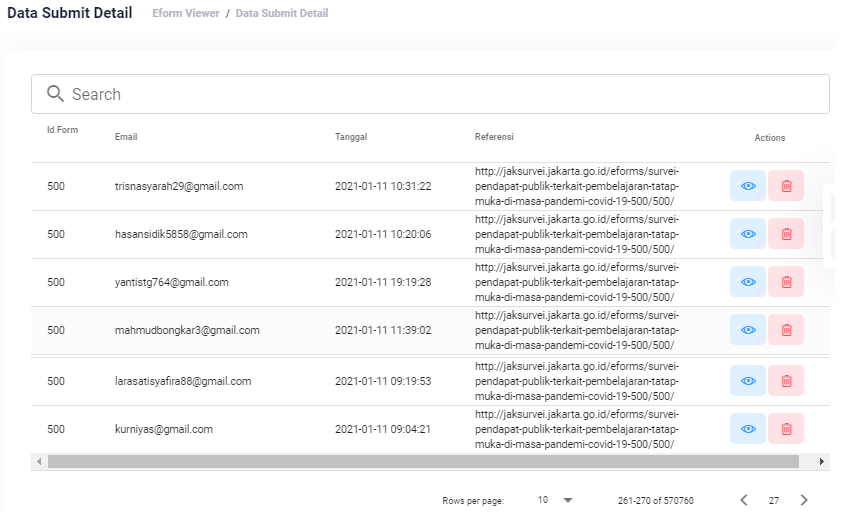 Data Submit Detail Eform Viewer / Data Submit Detail
Search
Id Form Email Tanggal Referensi Actions
500 trisnasyarah29@gmail.com 2021-01-11 10:31:22 http://jaksurvei.jakarta.go.id/eforms/survei-
pendapat-publik-terkait-pembelajaran-tatap-
muka-di-masa-pandemi-covid-19-500/500/
500 hasansidik5858@gmail.com 2021-01-11 10:20:06 http://jaksurvei.jakarta.go.id/eforms/survei-
pendapat-publik-terkait-pembelajaran-tatap-
muka-di-masa-pandemi-covid-19-500/500/
500 yantistg764@gmail.com 2021-01-11 19:19:28 http://jaksurvei.jakarta.go.id/eforms/survei-
pendapat-publik-terkait-pembelajaran-tatap-
muka-di-masa-pandemi-covid-19-500/500/
500 mahmudbongkar3@gmail.com 2021-01-11 11:39:02 http://jaksurvei.jakarta.go.id/eforms/survei-
pendapat-publik-terkait-pembelajaran-tatap-
muka-di-masa-pandemi-covid-19-500/500/
500 larasatisyafira88@gmail.com 2021-01-11 09:19:53 http://jaksurvei.jakarta.go.id/eforms/survei-
pendapat-publik-terkait-pembelajaran-tatap-
muka-di-masa-pandemi-covid-19-500/500/
500 kurniyas@gmail.com 2021-01-11 09:04:21 http://jaksurvei.jakarta.go.id/eforms/survei-
pendapat-publik-terkait-pembelajaran-tatap-
muka-di-masa-pandemi-covid-19-500/500/
Rows per page: 10 261-270 of 570760 27